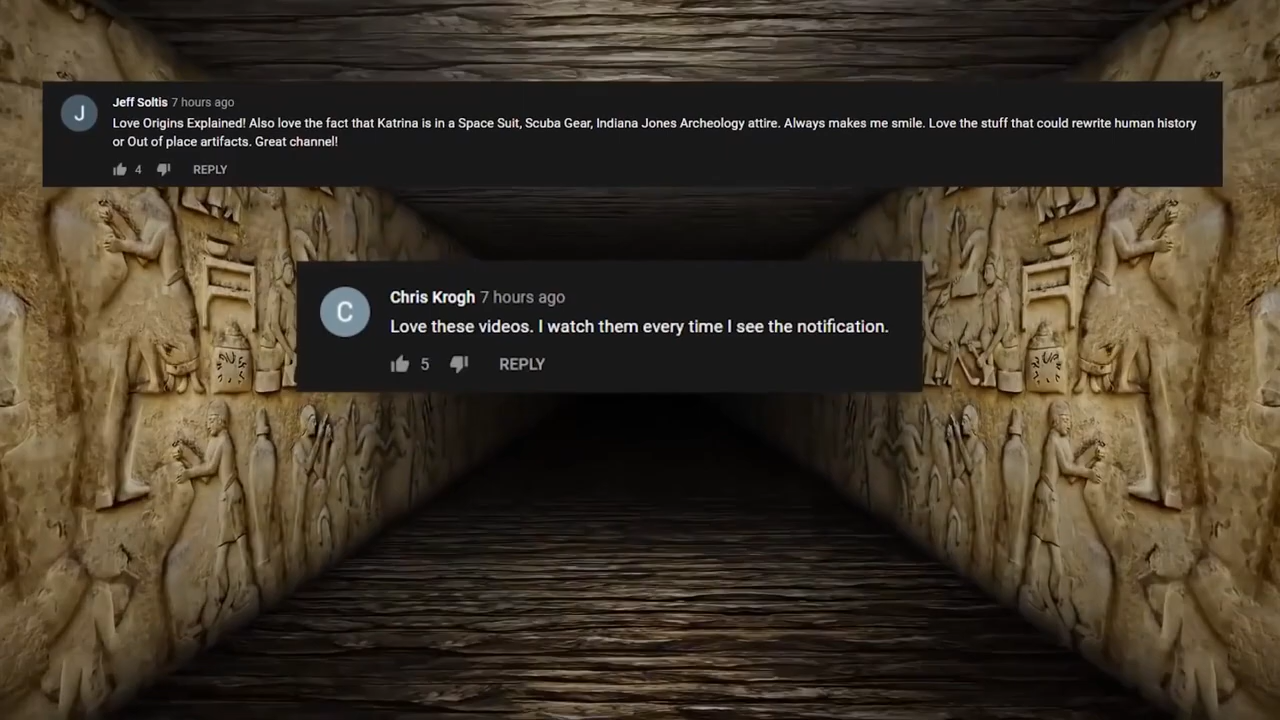 J
Jeff Soltis 7 hours ago
Love Origins Explained! Also love the fact that Katrina is in a Space Suit, Scuba Gear, Indiana Jones Archeology attire. Always makes me smile. Love the stuff that could rewrite human history
or Out of place artifacts. Great channel!
4 REPLY
C
Chris Krogh 7 hours ago
Love these videos. I watch them every time I see the notification.
5 REPLY